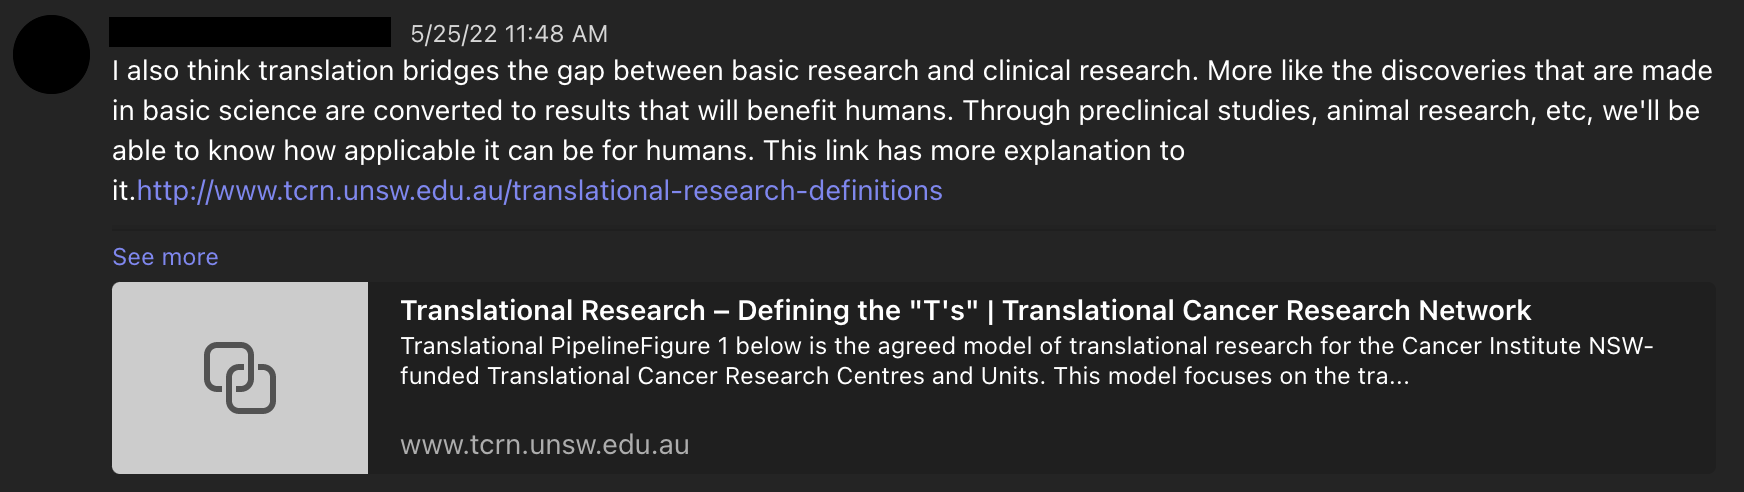 5/25/22 11:48 AM
I also think translation bridges the gap between basic research and clinical research. More like the discoveries that are made
in basic science are converted to results that will benefit humans. Through preclinical studies, animal research, etc, we'll be
able to know how applicable it can be for humans. This link has more explanation to
it.http://www.tcrn.unsw.edu.au/translational-research-definitions
See more
Translational Research – Defining the "T's" | Translational Cancer Research Network
Translational PipelineFigure 1 below is the agreed model of translational research for the Cancer Institute NSW-
funded Translational Cancer Research Centres and Units. This model focuses on the tra...
www.tcrn.unsw.edu.au